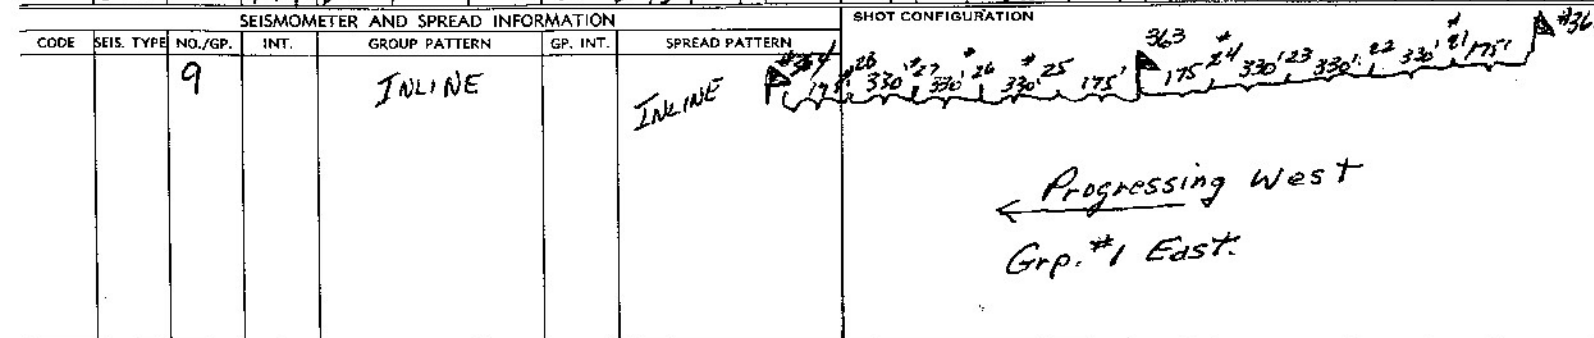 SEISMOMETER AND SPREAD INFORMATION
SHOT CONFIGURATION
CODE SEIS. TYPE NO./GP. INT. GROUP PATTERN GP. INT. SPREAD PATTERN
9 INLINE INLINE
#28 330' #27 330' #26 330' #25 175' 363 175' #24 330' 23 330' 22 330' #21 175' #36
← Progressing West
Grp. #1 East.